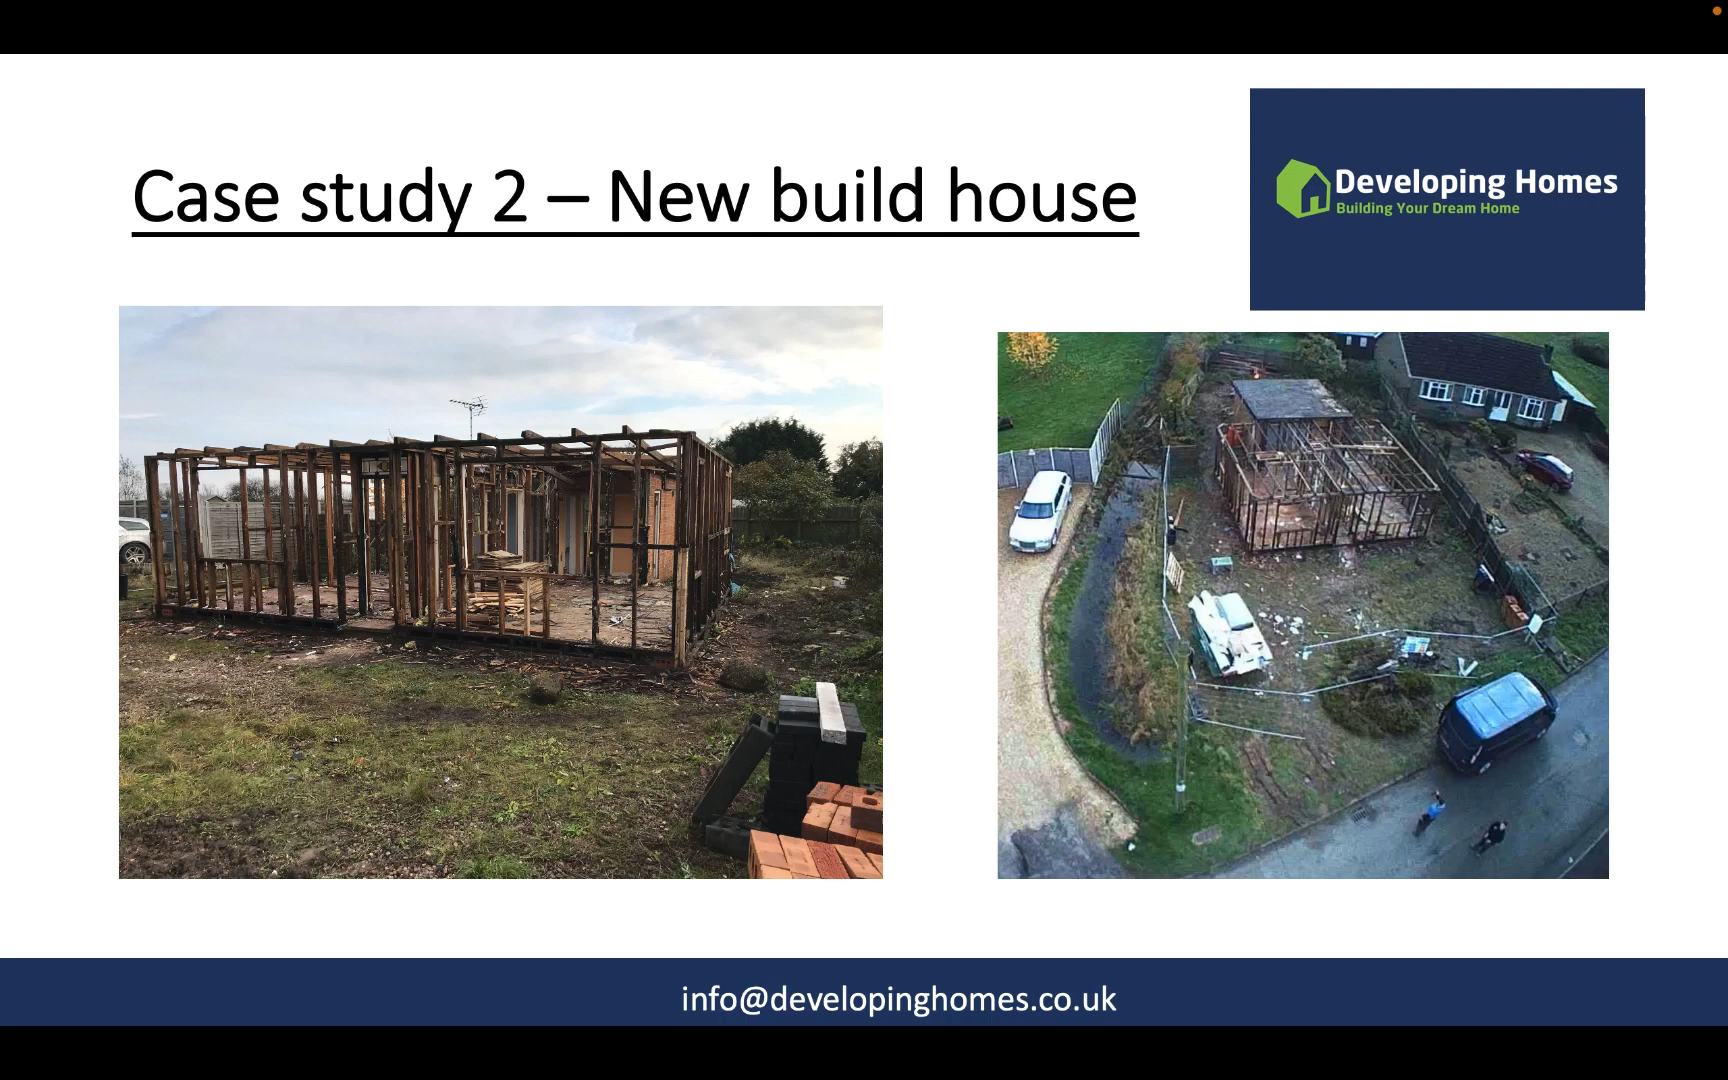 Case study 2 – New build house
Developing Homes
Building Your Dream Home
info@developinghomes.co.uk